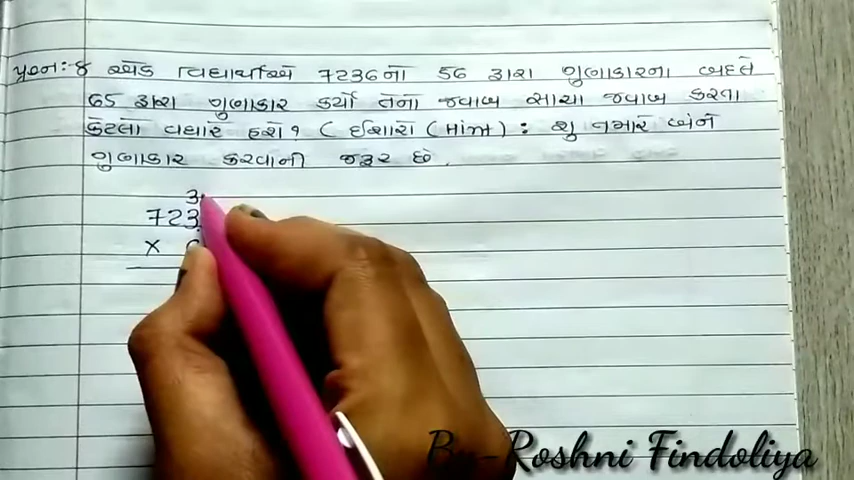 પ્રશ્ન:-૪ એક વિદ્યાર્થીએ 7236નો 56 દ્વારા ગુણાકારના બદલે
65 દ્વારા ગુણાકાર કર્યો તેનો જવાબ સાચા જવાબ કરતા
કેટલો વધારે હશે ? ( ઈશારો (Hint) : શુ તમારે બંને
ગુણાકાર કરવાની જરૂર છે.
3
723
×
By-Roshni Findoliya